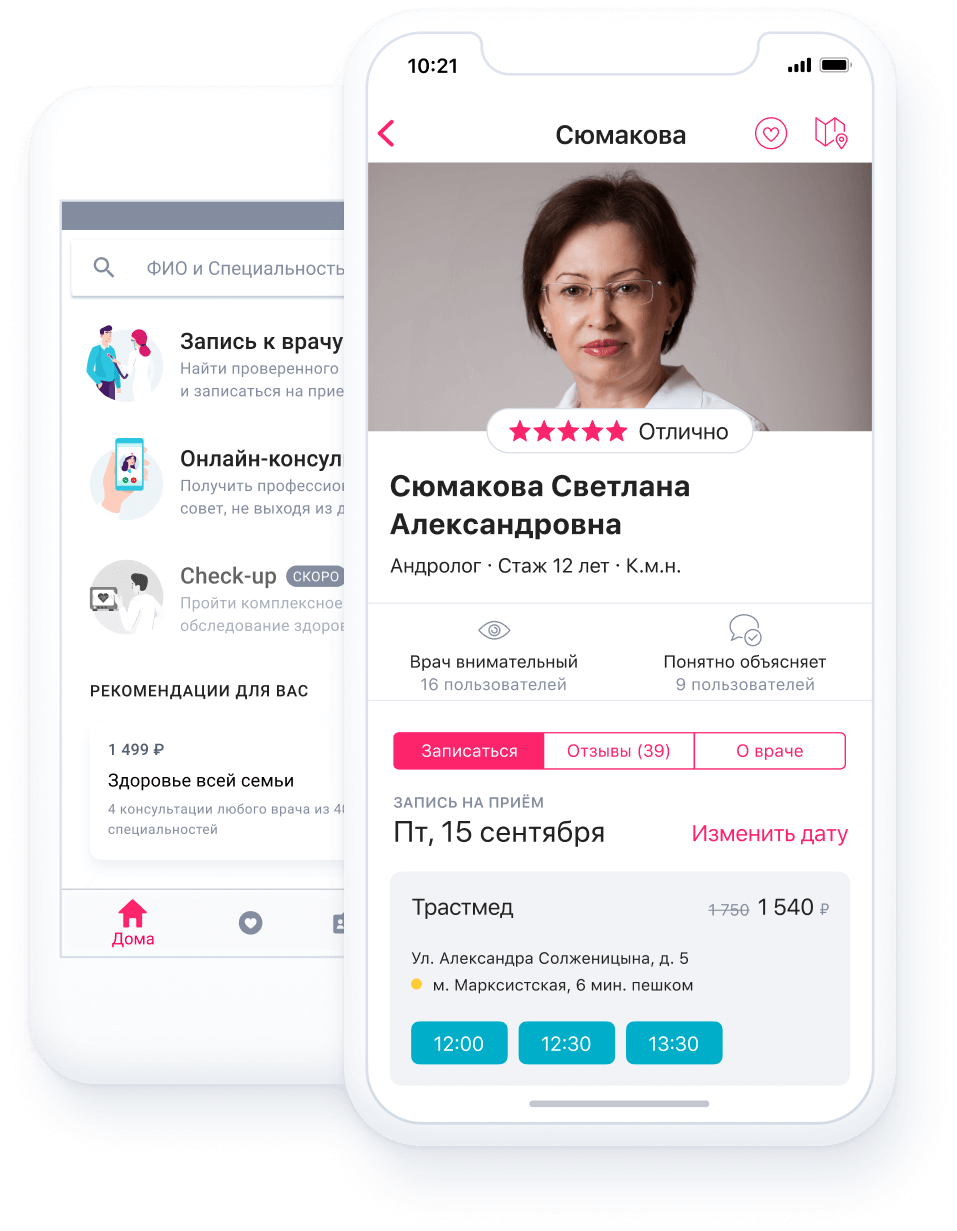 ФИО и Специальность
Запись к врачу
Найти проверенного
и записаться на прие
Онлайн-консул
Получить професси
совет, не выходя из д
Check-up СКОРО
Пройти комплексное
обследование здоров
РЕКОМЕНДАЦИИ ДЛЯ ВАС
1 499 ₽
Здоровье всей семьи
4 консультации любого врача из 4
специальностей
Дома
10:21
Сюмакова
Отлично
Сюмакова Светлана
Александровна
Андролог · Стаж 12 лет · К.м.н.
Врач внимательный
16 пользователей
Понятно объясняет
9 пользователей
Записаться Отзывы (39) О враче
ЗАПИСЬ НА ПРИЁМ
Пт, 15 сентября Изменить дату
Трастмед 1 750 1 540 ₽
Ул. Александра Солженицына, д. 5
м. Марксистская, 6 мин. пешком
12:00 12:30 13:30